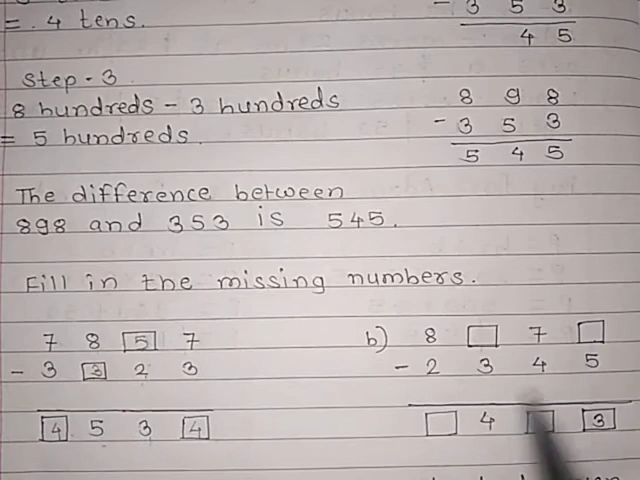 = . 4 tens.
- 3 5 3
4 5
Step - 3
8 hundreds - 3 hundreds
= 5 hundreds.
8 9 8
- 3 5 3
5 4 5
The difference between
898 and 353 is 545.
Fill in the missing numbers.
7 8 5 7
- 3 3 2 3
4 5 3 4
b) 8 □ 7 □
- 2 3 4 5
□ 4 □ 3